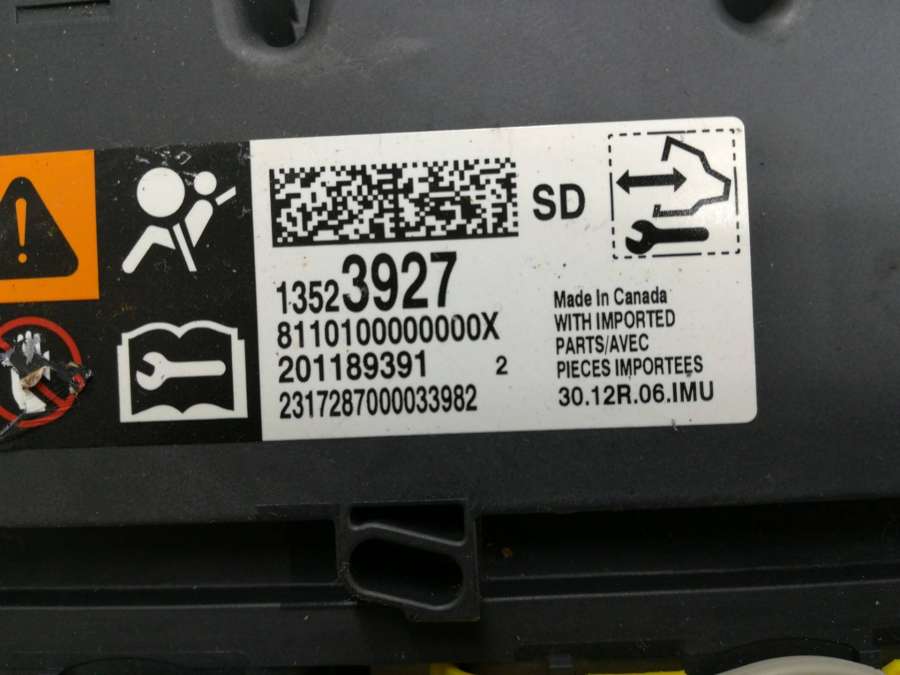 SD
13523927
8110100000000X
201189391 2
2317287000033982
Made In Canada
WITH IMPORTED
PARTS/AVEC
PIECES IMPORTEES
30.12R.06.IMU